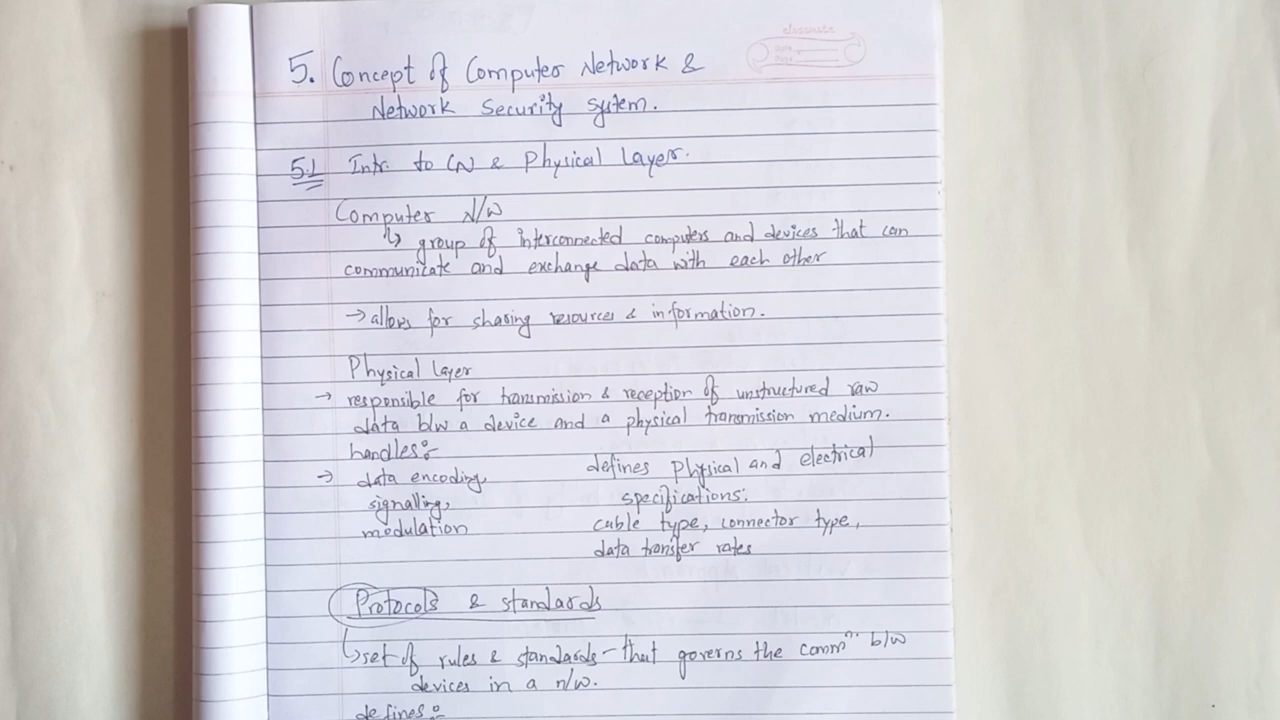 classmate
Date
Page
5. Concept of Computer Network &
Network Security system.
5.1 Intr. to CN & Physical Layer.
Computer N/W
↳ group of interconnected computers and devices that can
communicate and exchange data with each other
→ allows for sharing resources & information.
Physical Layer
→ responsible for transmission & reception of unstructured raw
data b/w a device and a physical transmission medium.
handles:-
→ data encoding,
signalling,
modulation
defines Physical and electrical
specifications:
cable type, connector type,
data transfer rates
Protocols & standards
↳ set of rules & standards - that governs the commⁿ. b/w
devices in a n/w.
defines: